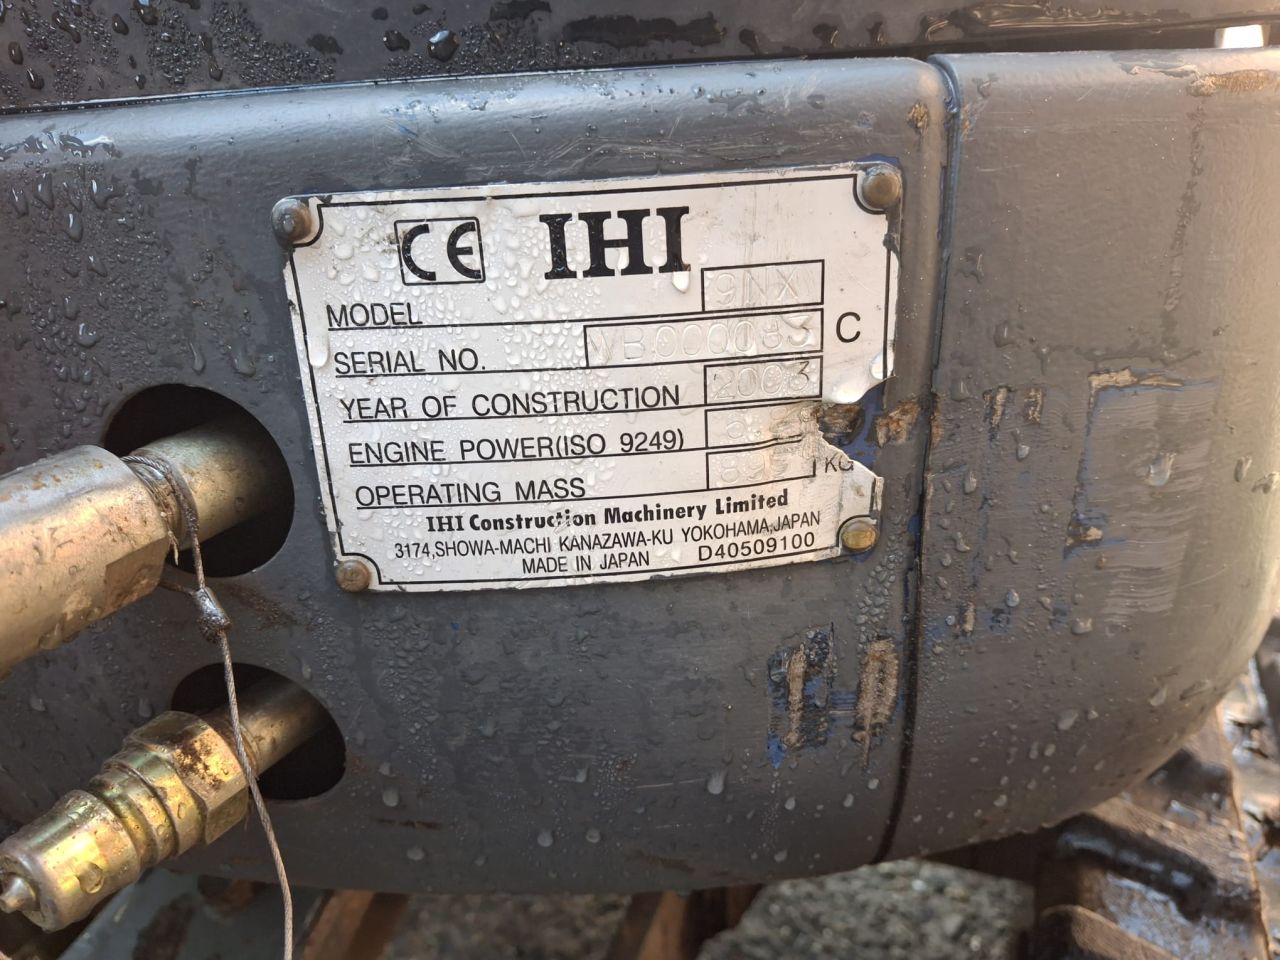 CE IHI
MODEL 9NX
SERIAL NO. C
YEAR OF CONSTRUCTION 2003
ENGINE POWER(ISO 9249)
OPERATING MASS KG
IHI Construction Machinery Limited
3174,SHOWA-MACHI KANAZAWA-KU YOKOHAMA,JAPAN
MADE IN JAPAN D40509100